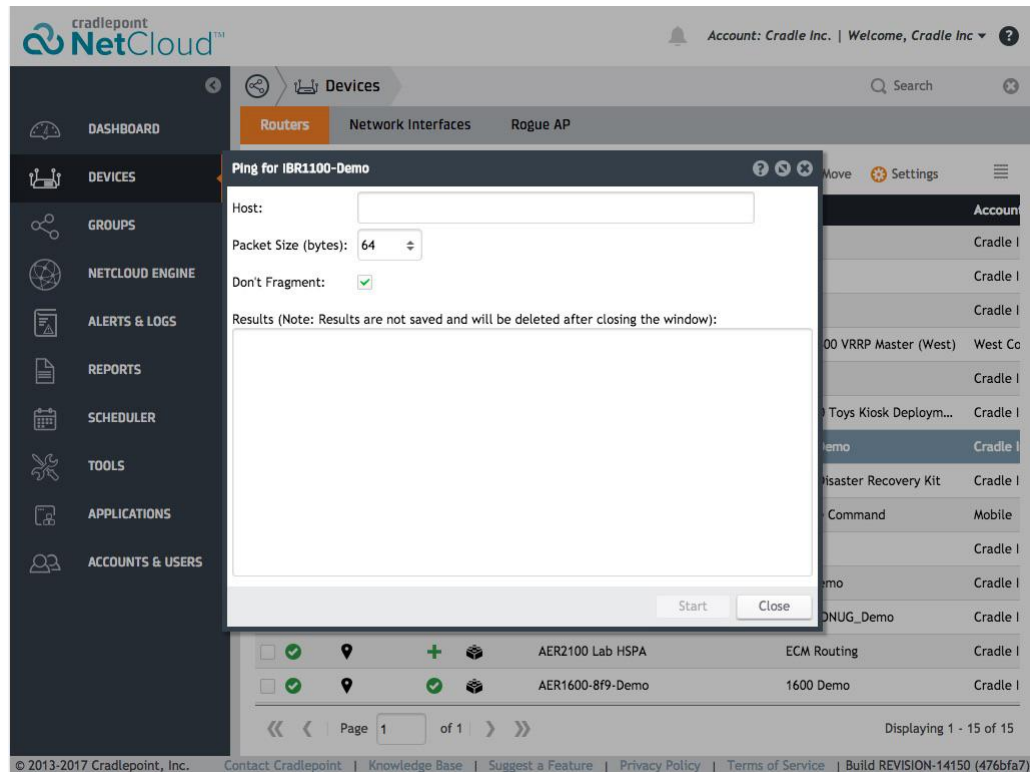 cradlepoint
NetCloud™
Account: Cradle Inc. | Welcome, Cradle Inc
Devices
Search
DASHBOARD
DEVICES
GROUPS
NETCLOUD ENGINE
ALERTS & LOGS
REPORTS
SCHEDULER
TOOLS
APPLICATIONS
ACCOUNTS & USERS
Routers Network Interfaces Rogue AP
Move Settings
Ping for IBR1100-Demo
Host:
Packet Size (bytes): 64
Don't Fragment:
Results (Note: Results are not saved and will be deleted after closing the window):
Start Close
Account
Cradle I
Cradle I
Cradle I
00 VRRP Master (West) West Co
Cradle I
Toys Kiosk Deploym... Cradle I
emo Cradle I
isaster Recovery Kit Cradle I
Command Mobile
Cradle I
emo Cradle I
ONUG_Demo Cradle I
AER2100 Lab HSPA ECM Routing Cradle I
AER1600-8f9-Demo 1600 Demo Cradle I
Page 1 of 1 Displaying 1 - 15 of 15
© 2013-2017 Cradlepoint, Inc. Contact Cradlepoint | Knowledge Base | Suggest a Feature | Privacy Policy | Terms of Service | Build REVISION-14150 (476bfa7)